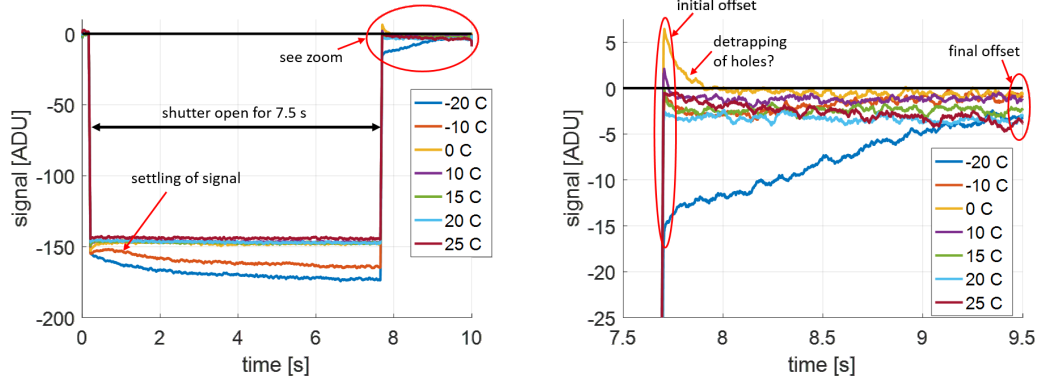 0
-50
-100
-150
-200
signal [ADU]
0
2
4
6
8
10
time [s]
see zoom
shutter open for 7.5 s
settling of signal
-20 C
-10 C
0 C
10 C
15 C
20 C
25 C
initial offset
detrapping
of holes?
final offset
5
0
-5
-10
-15
-20
-25
signal [ADU]
7.5
8
8.5
9
9.5
time [s]
-20 C
-10 C
0 C
10 C
15 C
20 C
25 C